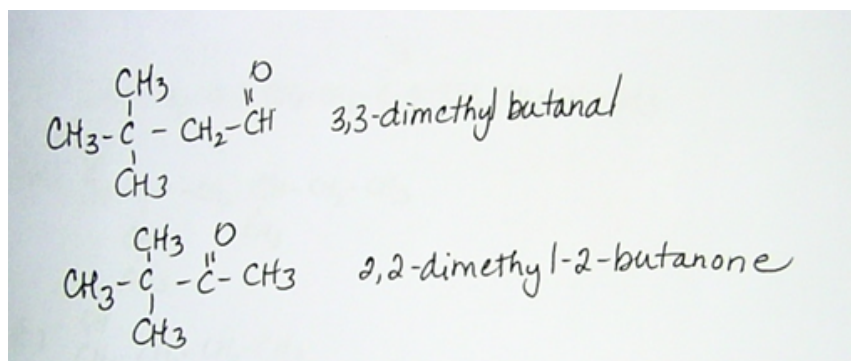 CH3 O
CH3-C-CH2-CH 3,3-dimethyl butanal
CH3
CH3 O
CH3-C-C-CH3 2,2-dimethyl-2-butanone
CH3